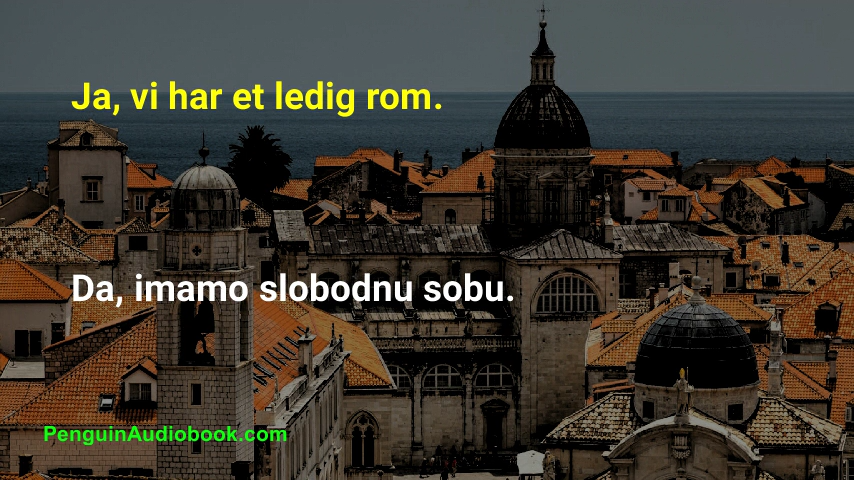 Ja, vi har et ledig rom.
Da, imamo slobodnu sobu.
PenguinAudiobook.com